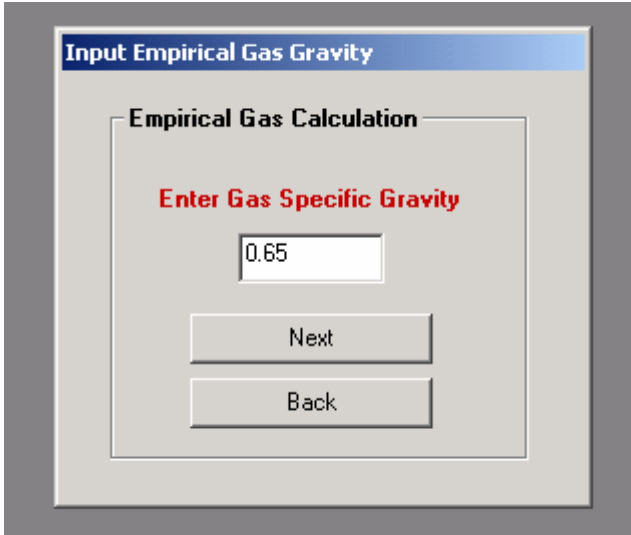 Input Empirical Gas Gravity
Empirical Gas Calculation
Enter Gas Specific Gravity
0.65
Next
Back